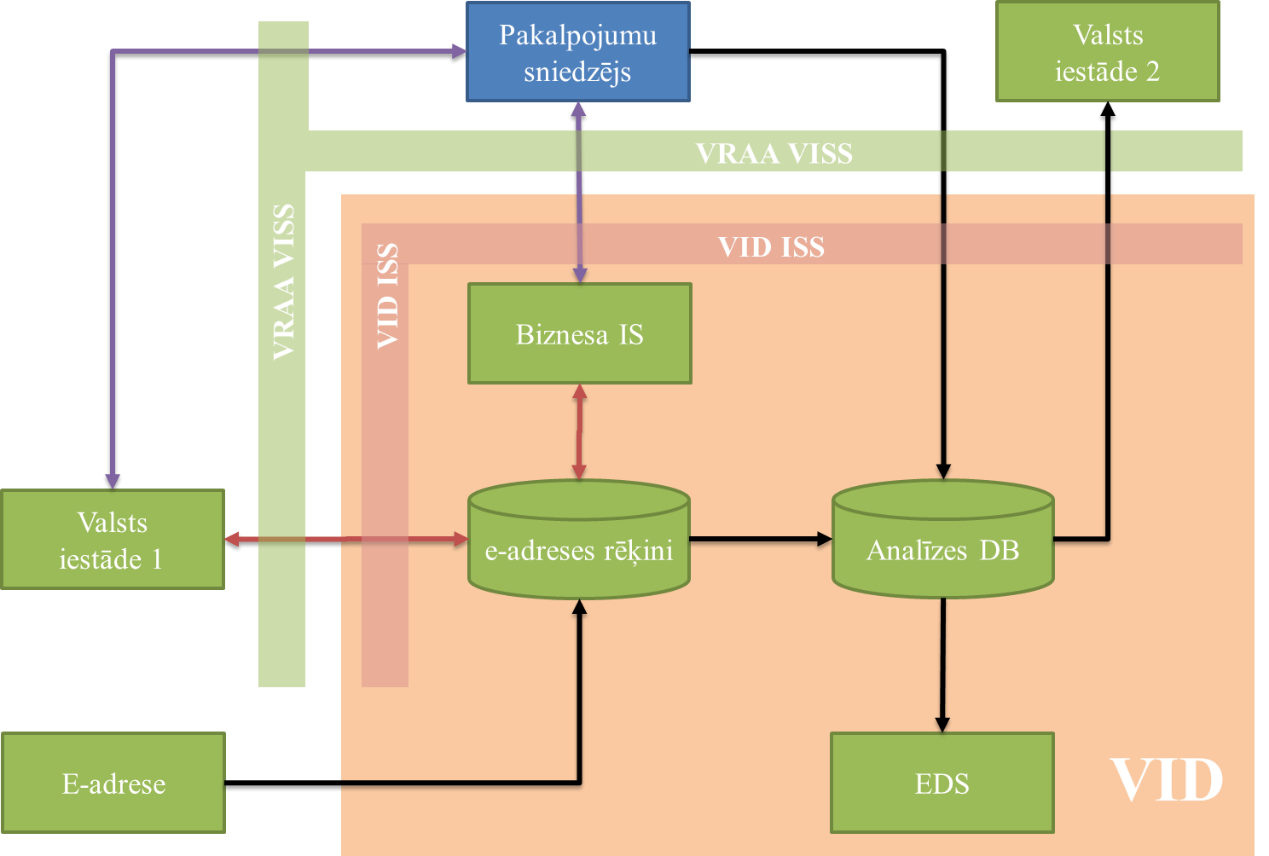 Pakalpojumu
sniedzējs
Valsts
iestāde 2
VRAA VISS
VRAA VISS
VID ISS
VID ISS
Biznesa IS
Valsts
iestāde 1
e-adreses rēķini
Analīzes DB
E-adrese
EDS
VID